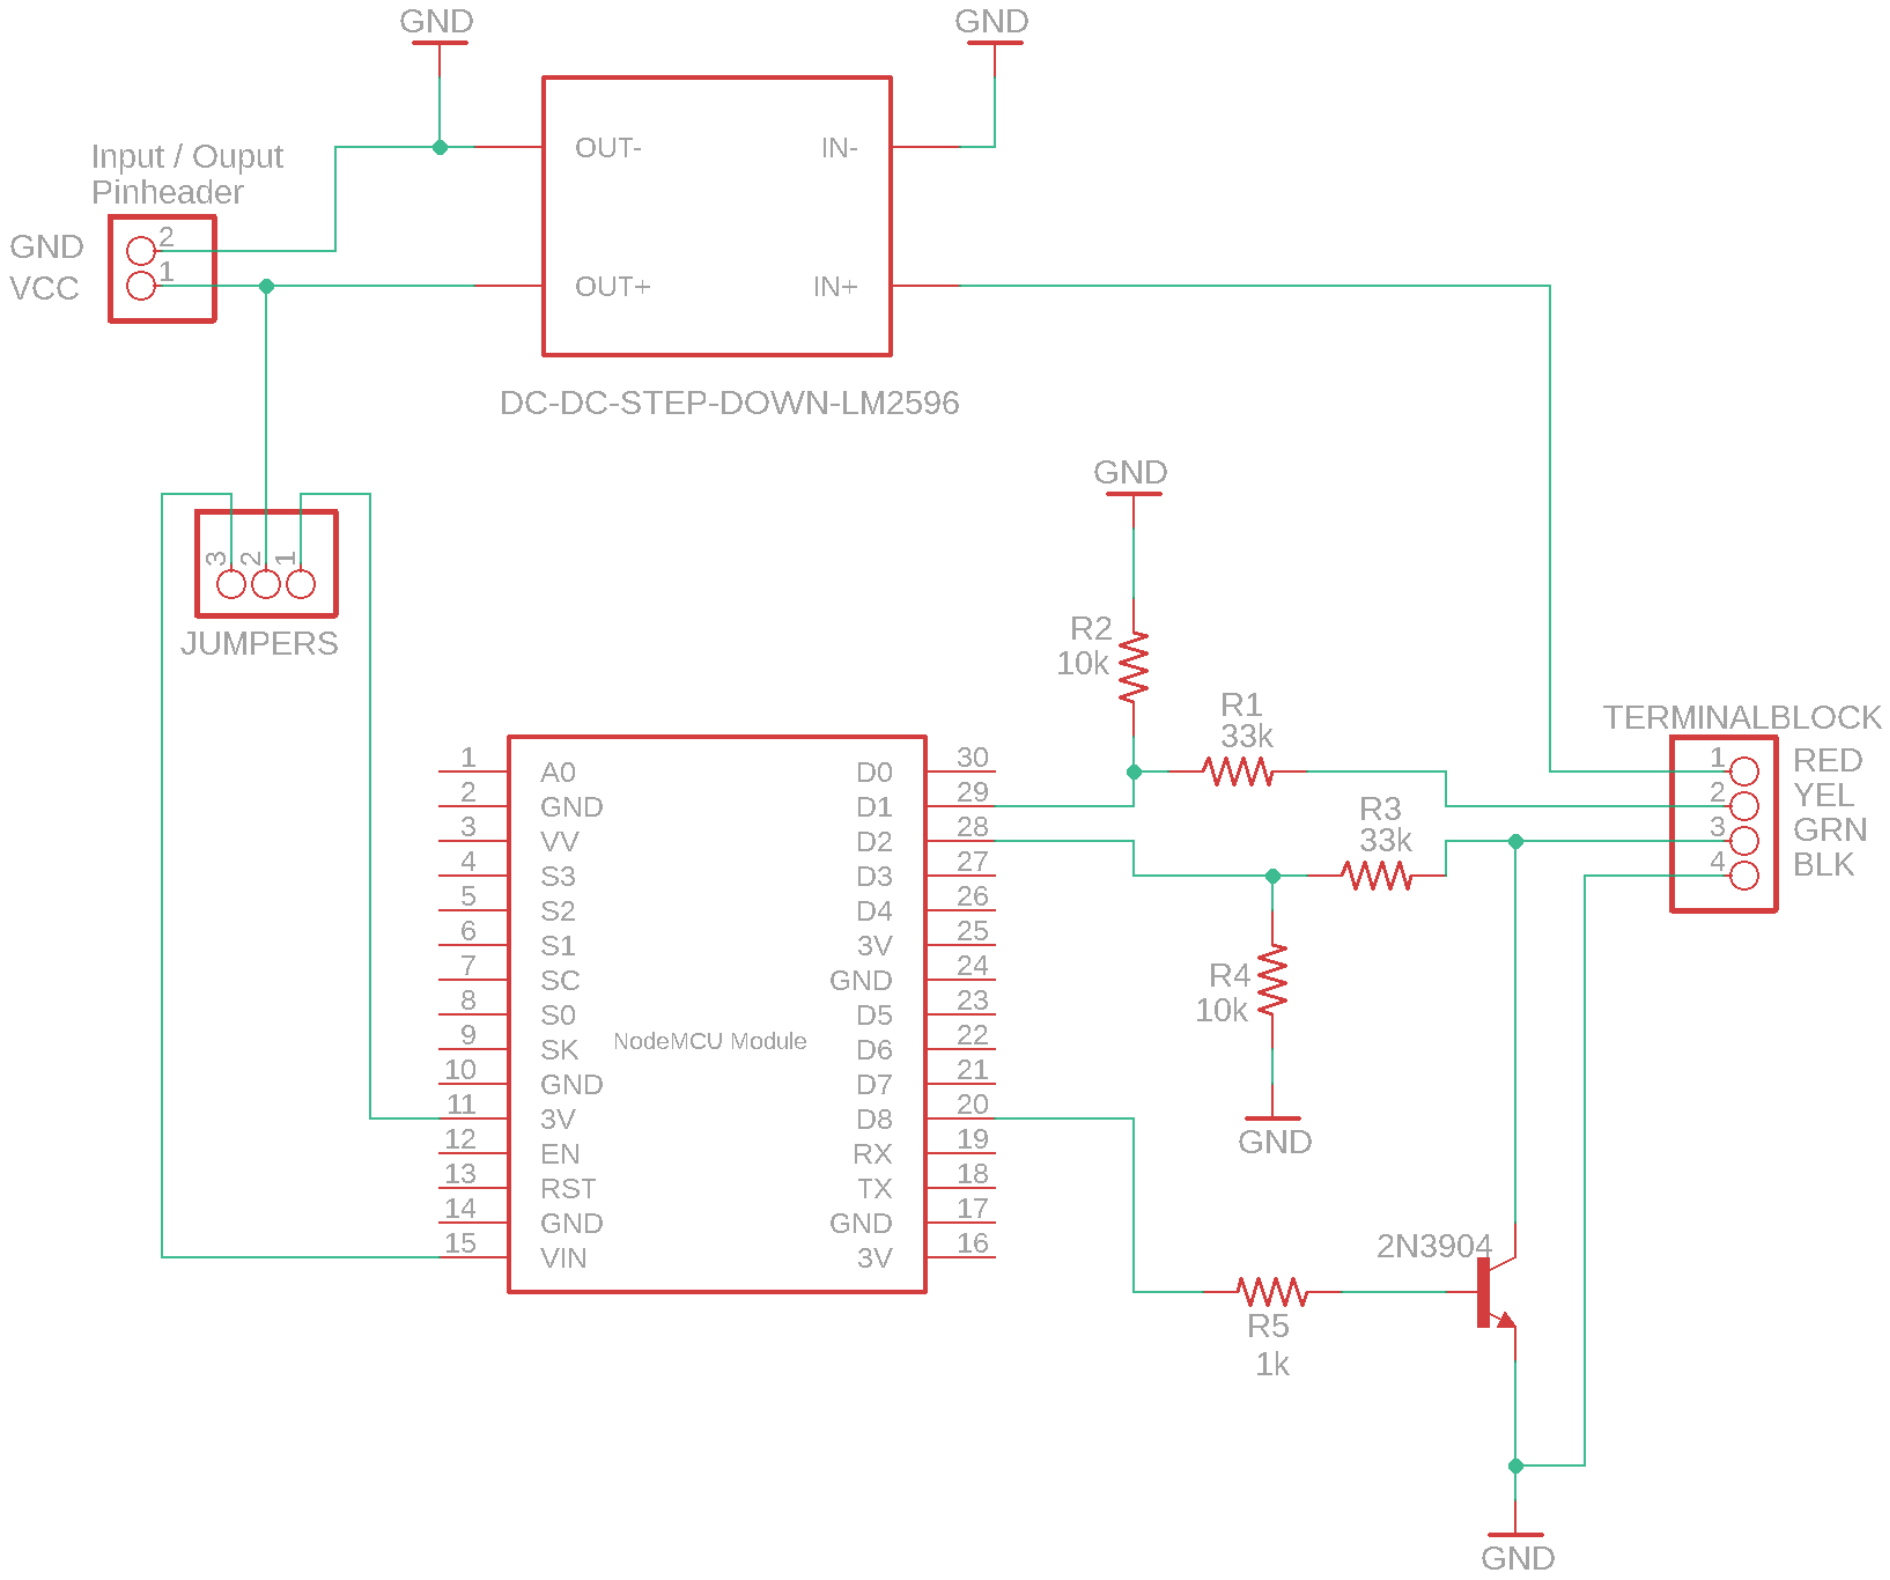 GND
GND
OUT-
IN-
Input / Ouput
Pinheader
GND
2
VCC
1
OUT+
IN+
DC-DC-STEP-DOWN-LM2596
3
2
1
JUMPERS
GND
R2
10k
R1
33k
R3
33k
TERMINALBLOCK
1
RED
2
YEL
3
GRN
4
BLK
1
A0
D0
30
2
GND
D1
29
3
VV
D2
28
4
S3
D3
27
5
S2
D4
26
6
S1
3V
25
7
SC
GND
24
8
S0
D5
23
9
SK
NodeMCU Module
D6
22
10
GND
D7
21
11
3V
D8
20
12
EN
RX
19
13
RST
TX
18
14
GND
GND
17
15
VIN
3V
16
R4
10k
GND
2N3904
R5
1k
GND